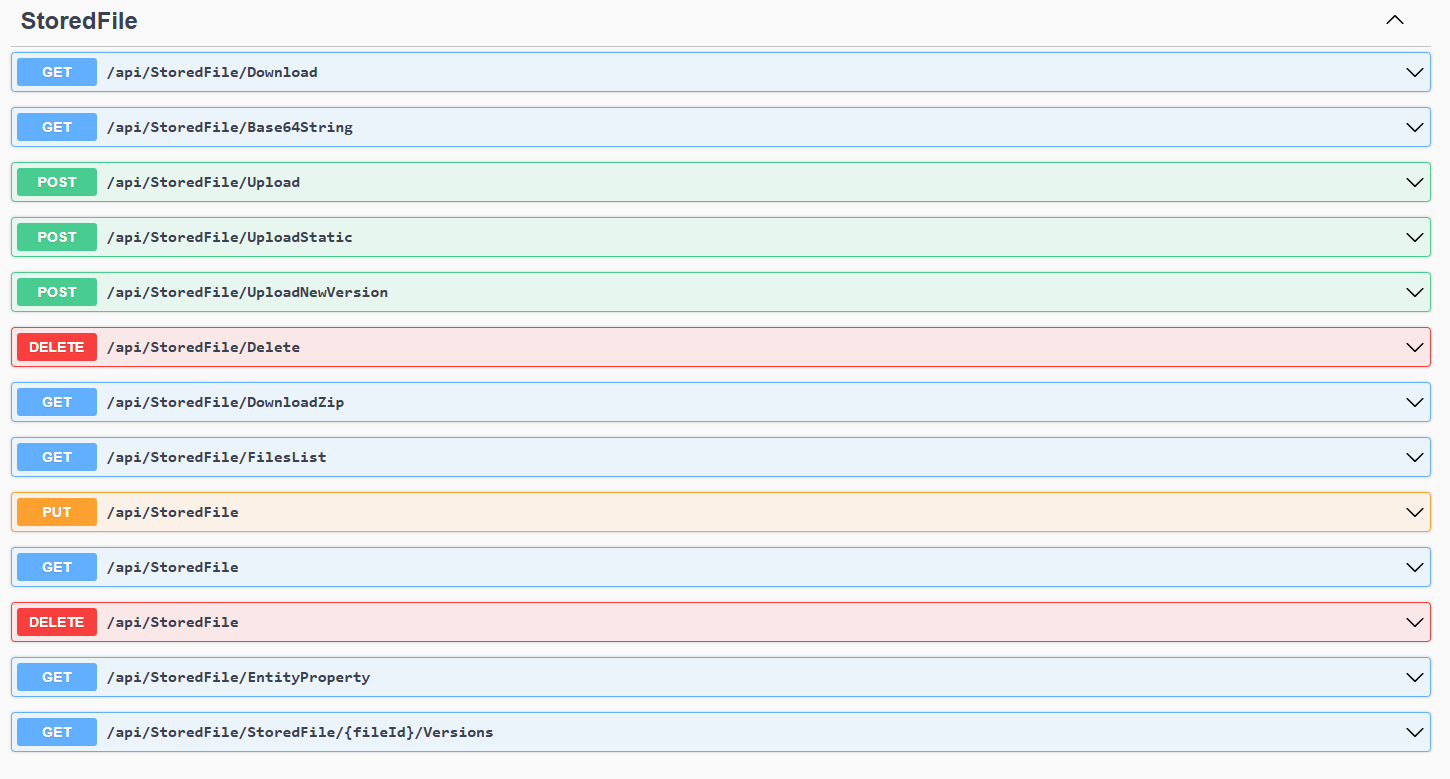 StoredFile
GET /api/StoredFile/Download
GET /api/StoredFile/Base64String
POST /api/StoredFile/Upload
POST /api/StoredFile/UploadStatic
POST /api/StoredFile/UploadNewVersion
DELETE /api/StoredFile/Delete
GET /api/StoredFile/DownloadZip
GET /api/StoredFile/FilesList
PUT /api/StoredFile
GET /api/StoredFile
DELETE /api/StoredFile
GET /api/StoredFile/EntityProperty
GET /api/StoredFile/StoredFile/{fileId}/Versions